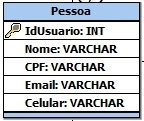 Pessoa
IdUsuario: INT
Nome: VARCHAR
CPF: VARCHAR
Email: VARCHAR
Celular: VARCHAR